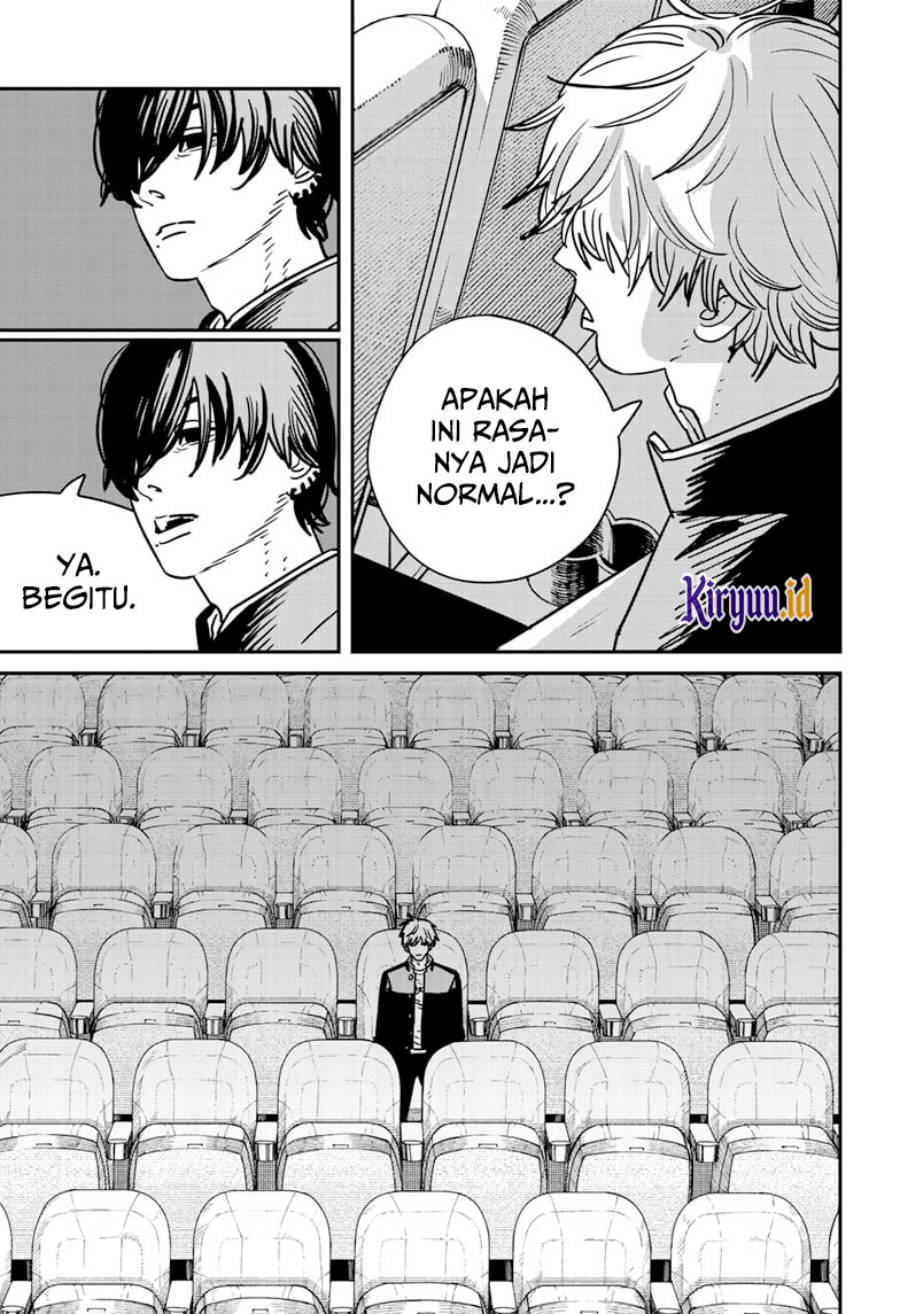 APAKAH
INI RASA-
NYA JADI
NORMAL...?
YA.
BEGITU.
Kiryuu.id